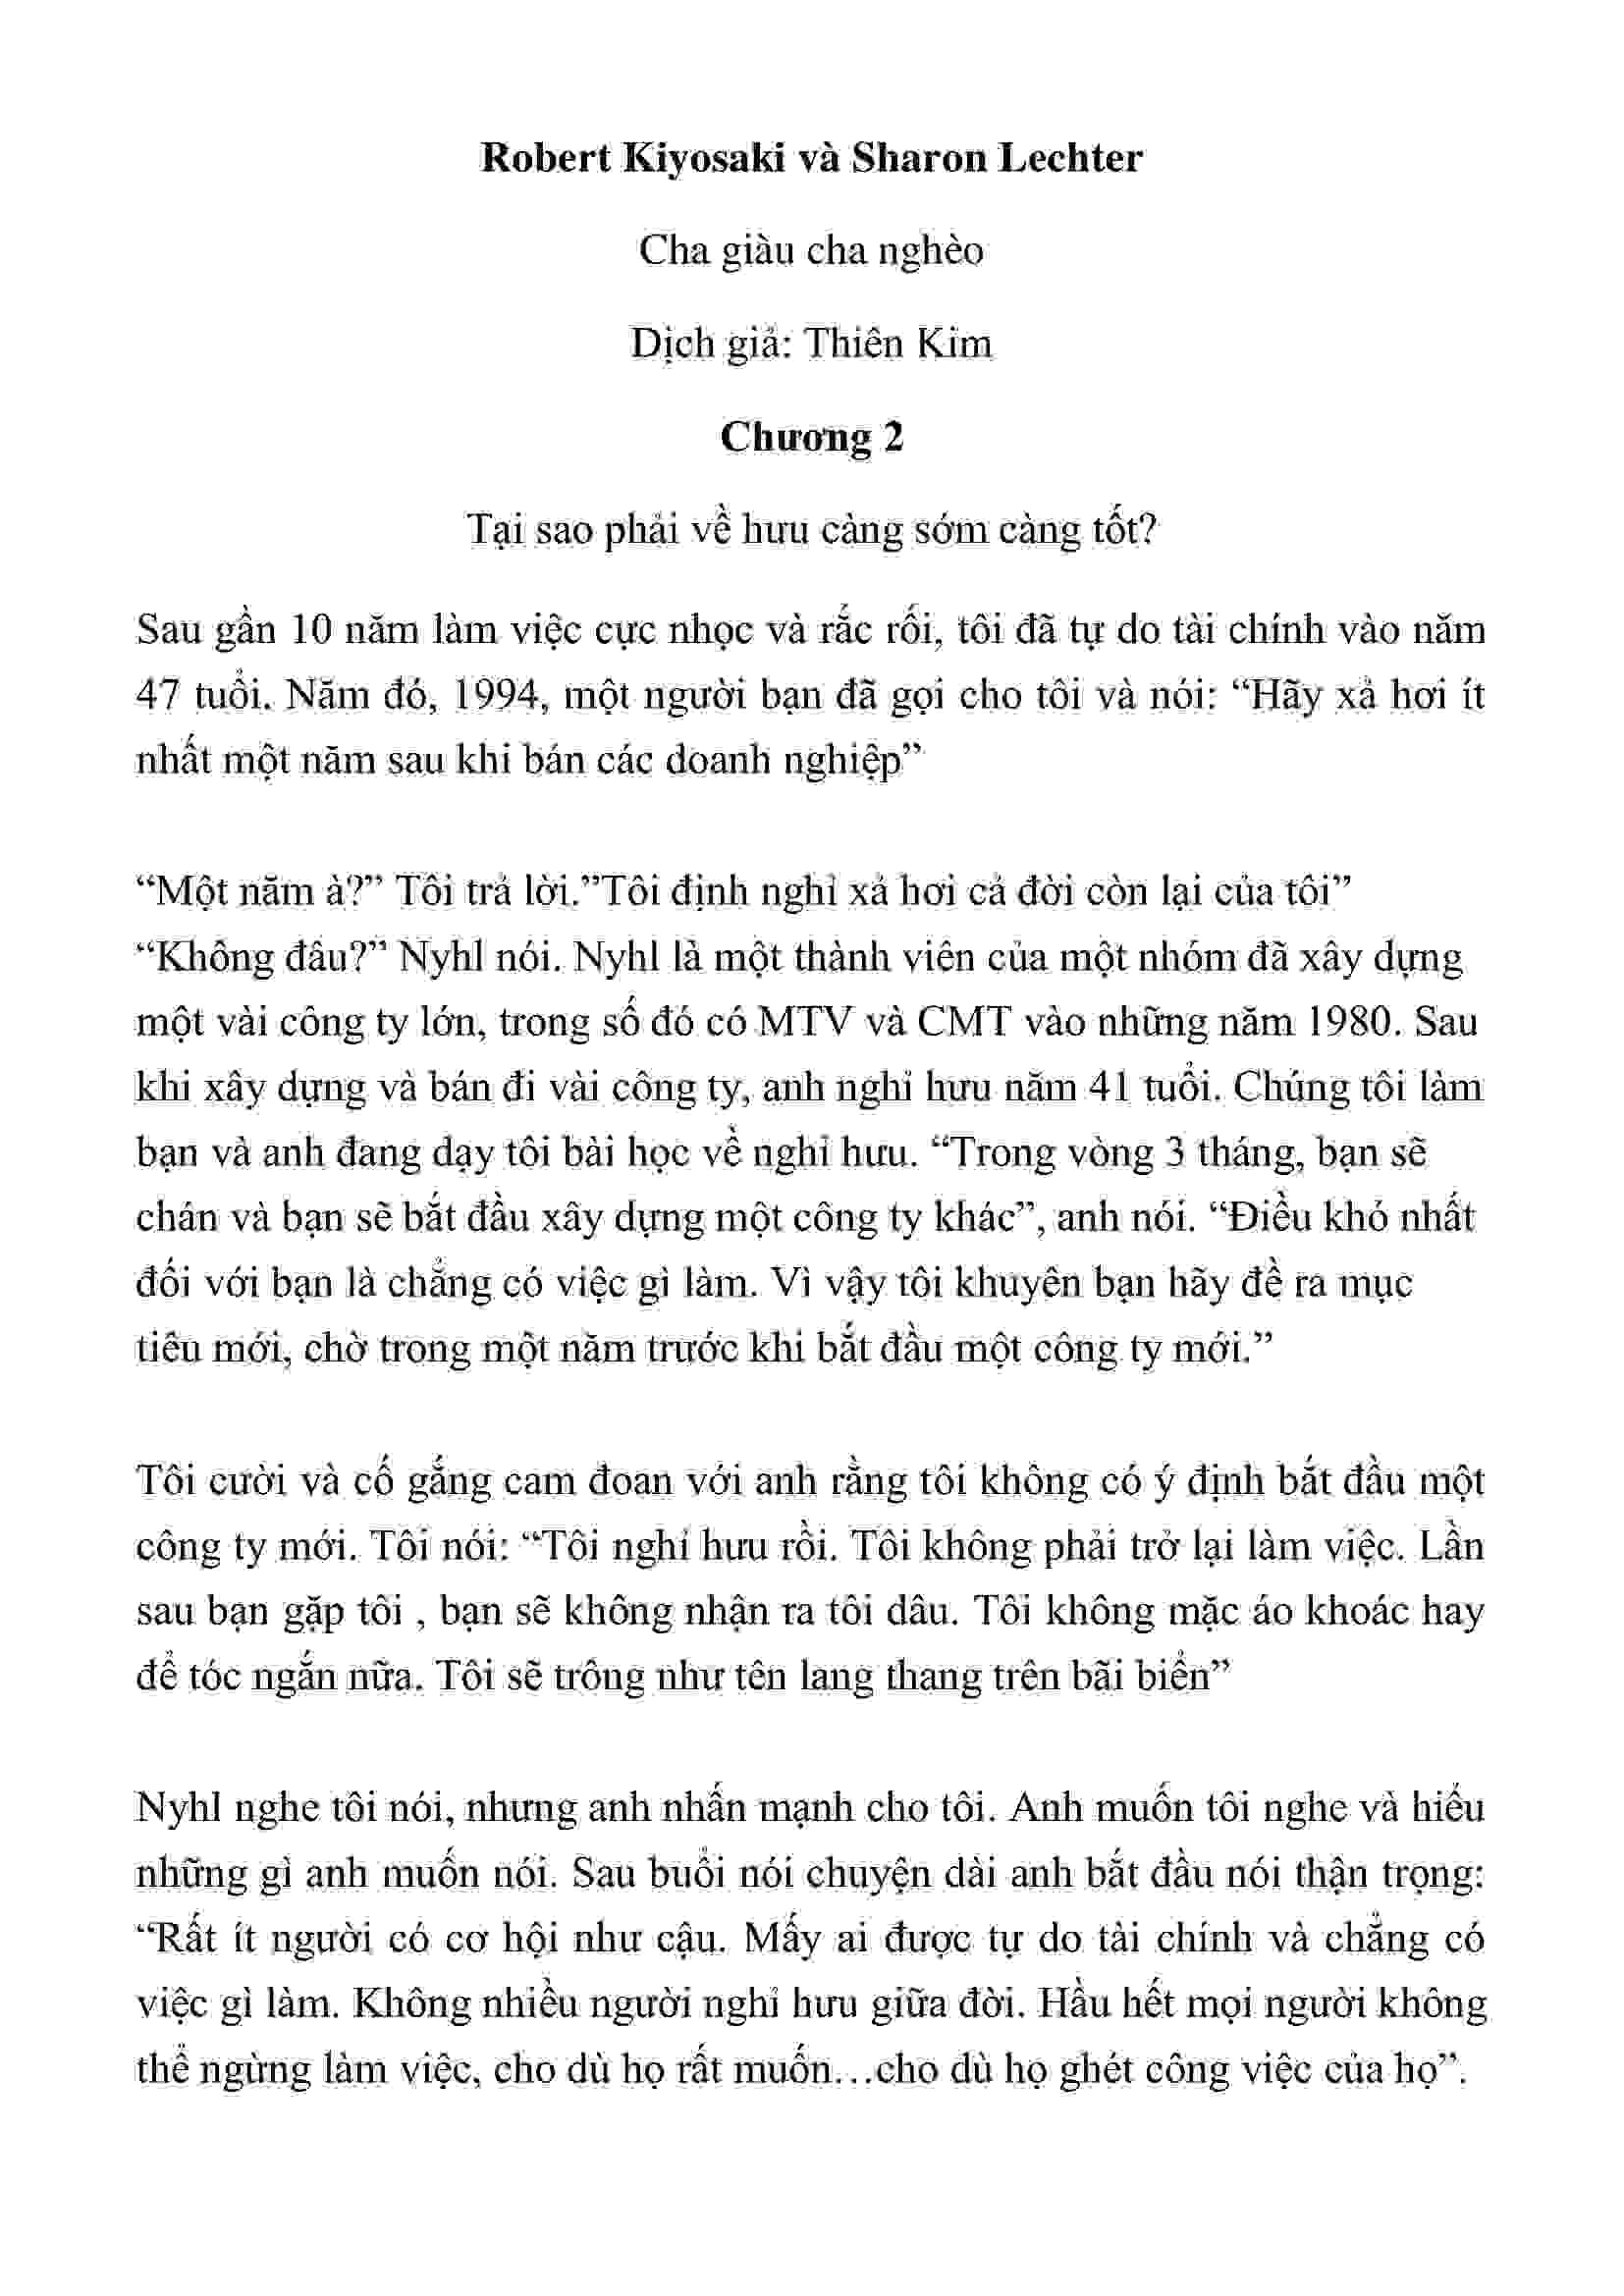 Robert Kiyosaki và Sharon Lechter
Cha giàu cha nghèo
Dịch giả: Thiên Kim
Chương 2
Tại sao phải về hưu càng sớm càng tốt?
Sau gần 10 năm làm việc cực nhọc và rắc rối, tôi đã tự do tài chính vào năm
47 tuổi. Năm đó, 1994, một người bạn đã gọi cho tôi và nói: “Hãy xả hơi ít
nhất một năm sau khi bán các doanh nghiệp”
“Một năm à?” Tôi trả lời.”Tôi định nghỉ xả hơi cả đời còn lại của tôi”
“Không đâu?” Nyhl nói. Nyhl là một thành viên của một nhóm đã xây dựng
một vài công ty lớn, trong số đó có MTV và CMT vào những năm 1980. Sau
khi xây dựng và bán đi vài công ty, anh nghỉ hưu năm 41 tuổi. Chúng tôi làm
bạn và anh đang dạy tôi bài học về nghỉ hưu. “Trong vòng 3 tháng, bạn sẽ
chán và bạn sẽ bắt đầu xây dựng một công ty khác”, anh nói. “Điều khó nhất
đối với bạn là chẳng có việc gì làm. Vì vậy tôi khuyên bạn hãy đề ra mục
tiêu mới, chờ trong một năm trước khi bắt đầu một công ty mới.”
Tôi cười và cố gắng cam đoan với anh rằng tôi không có ý định bắt đầu một
công ty mới. Tôi nói: “Tôi nghỉ hưu rồi. Tôi không phải trở lại làm việc. Lần
sau bạn gặp tôi , bạn sẽ không nhận ra tôi dâu. Tôi không mặc áo khoác hay
để tóc ngắn nữa. Tôi sẽ trông như tên lang thang trên bãi biển”
Nyhl nghe tôi nói, nhưng anh nhấn mạnh cho tôi. Anh muốn tôi nghe và hiểu
những gì anh muốn nói. Sau buổi nói chuyện dài anh bắt đầu nói thận trọng:
“Rất ít người có cơ hội như cậu. Mấy ai được tự do tài chính và chẳng có
việc gì làm. Không nhiều người nghỉ hưu giữa đời. Hầu hết mọi người không
thể ngừng làm việc, cho dù họ rất muốn…cho dù họ ghét công việc của họ”.